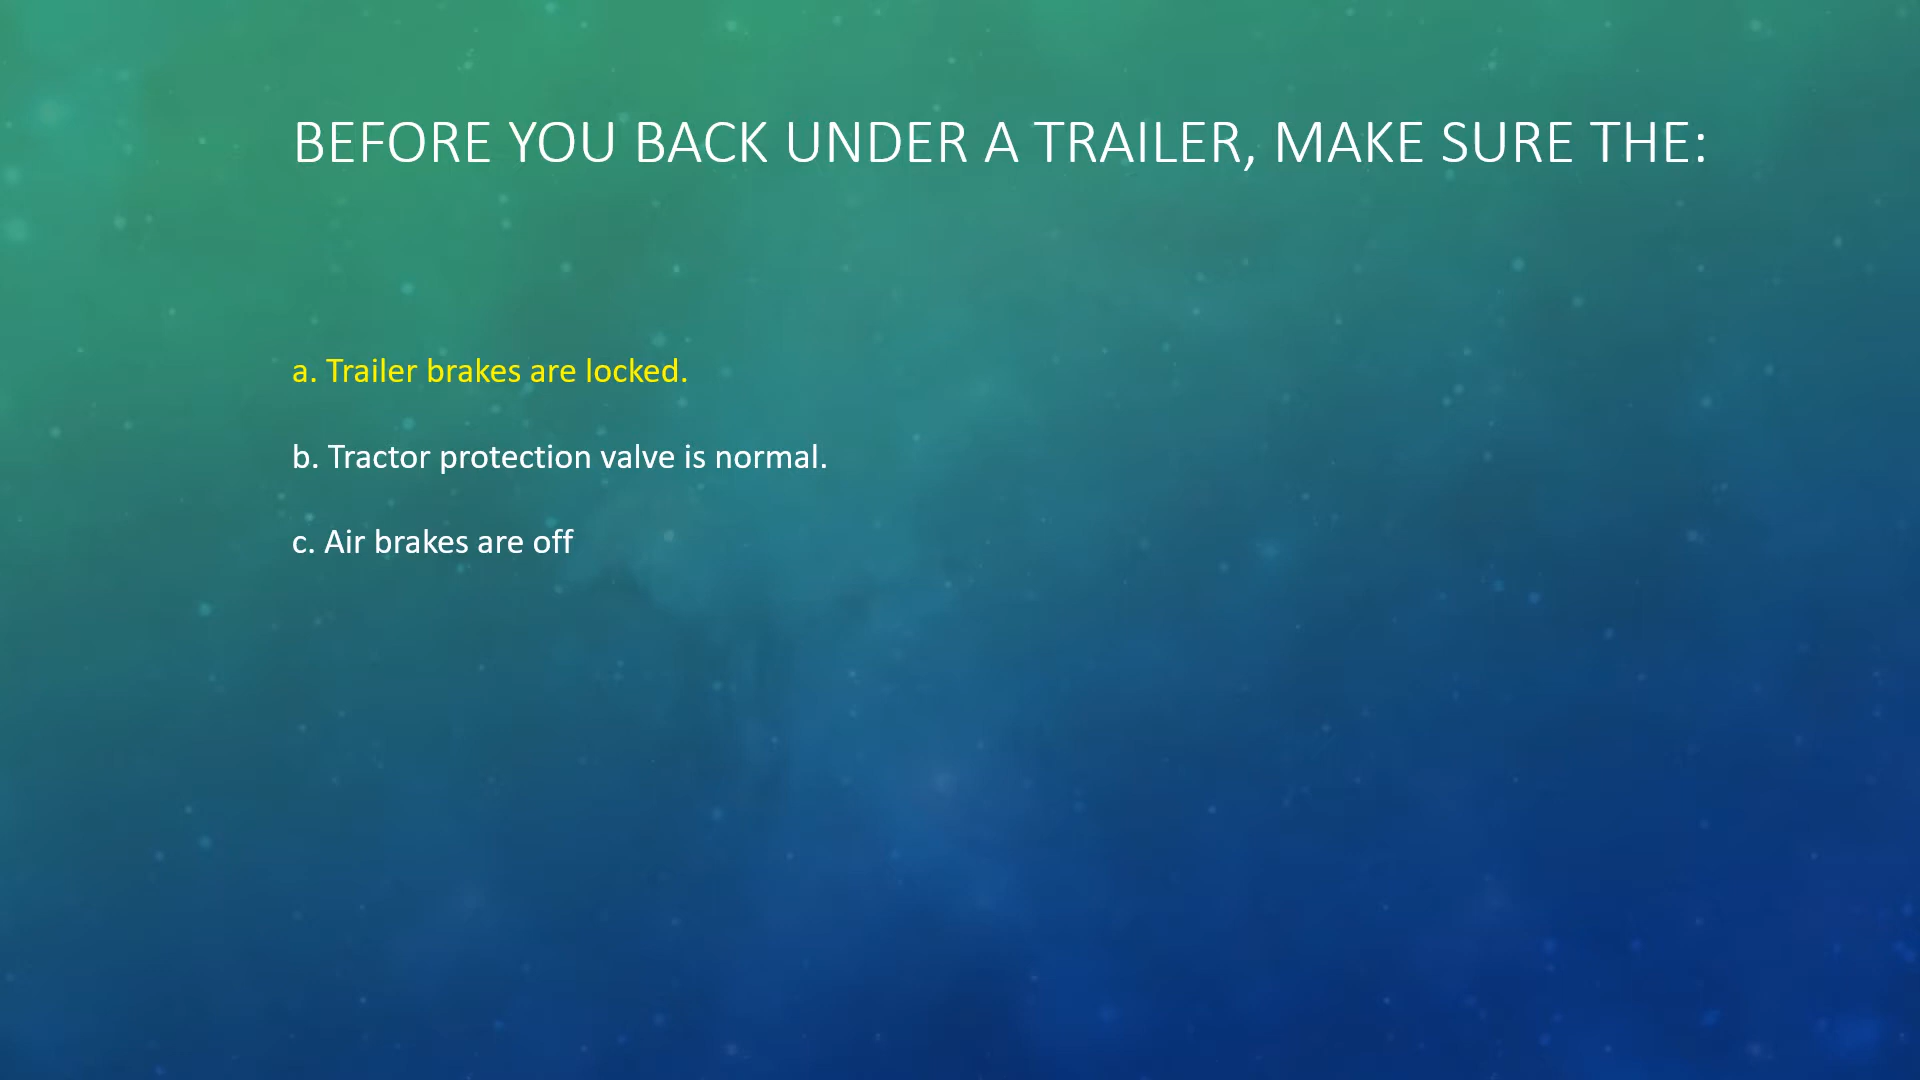 BEFORE YOU BACK UNDER A TRAILER, MAKE SURE THE:
a. Trailer brakes are locked.
b. Tractor protection valve is normal.
c. Air brakes are off